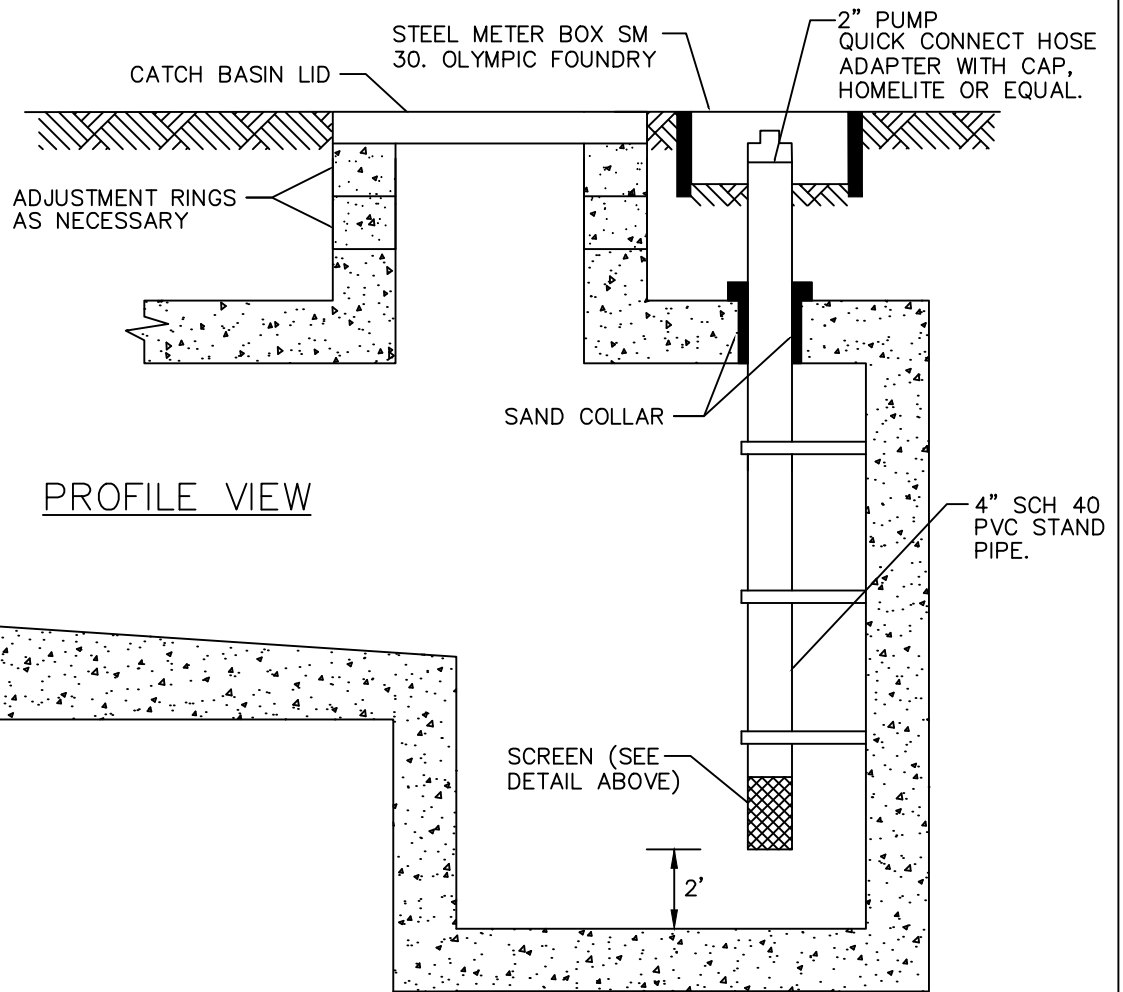 STEEL METER BOX SM
30. OLYMPIC FOUNDRY
2" PUMP
QUICK CONNECT HOSE
ADAPTER WITH CAP,
HOMELITE OR EQUAL.
CATCH BASIN LID
ADJUSTMENT RINGS
AS NECESSARY
SAND COLLAR
PROFILE VIEW
4" SCH 40
PVC STAND
PIPE.
SCREEN (SEE
DETAIL ABOVE)
2'